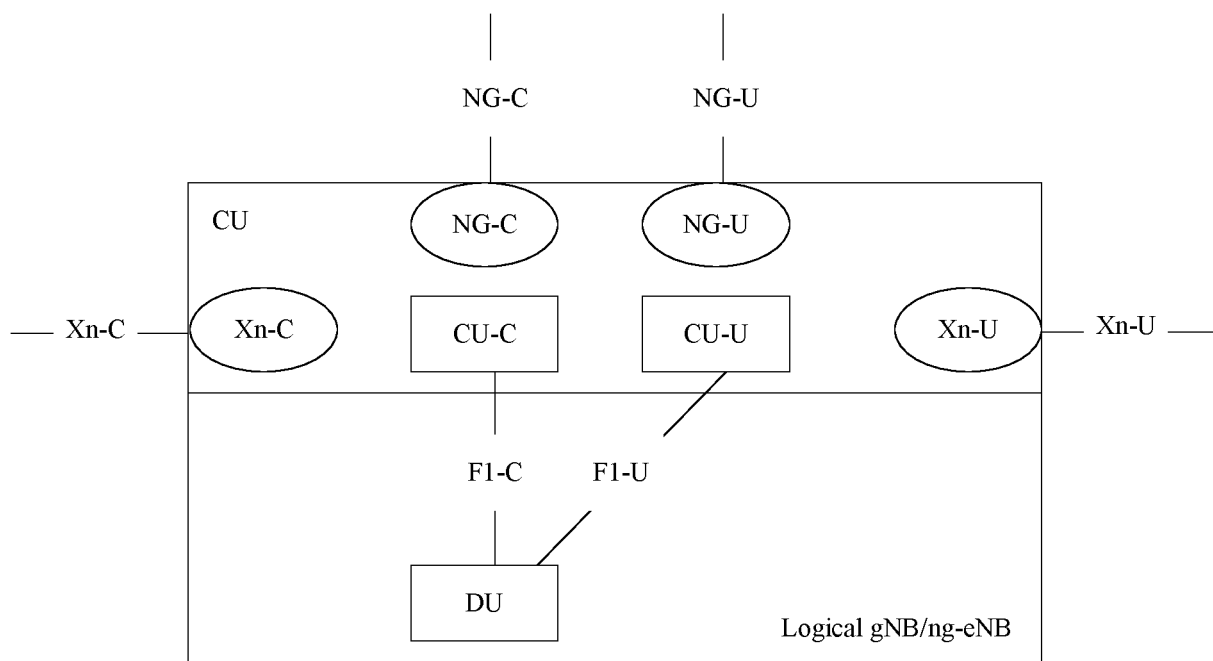 NG-C
NG-U
CU
NG-C
NG-U
Xn-C
Xn-C
CU-C
CU-U
Xn-U
Xn-U
F1-C
F1-U
DU
Logical gNB/ng-eNB